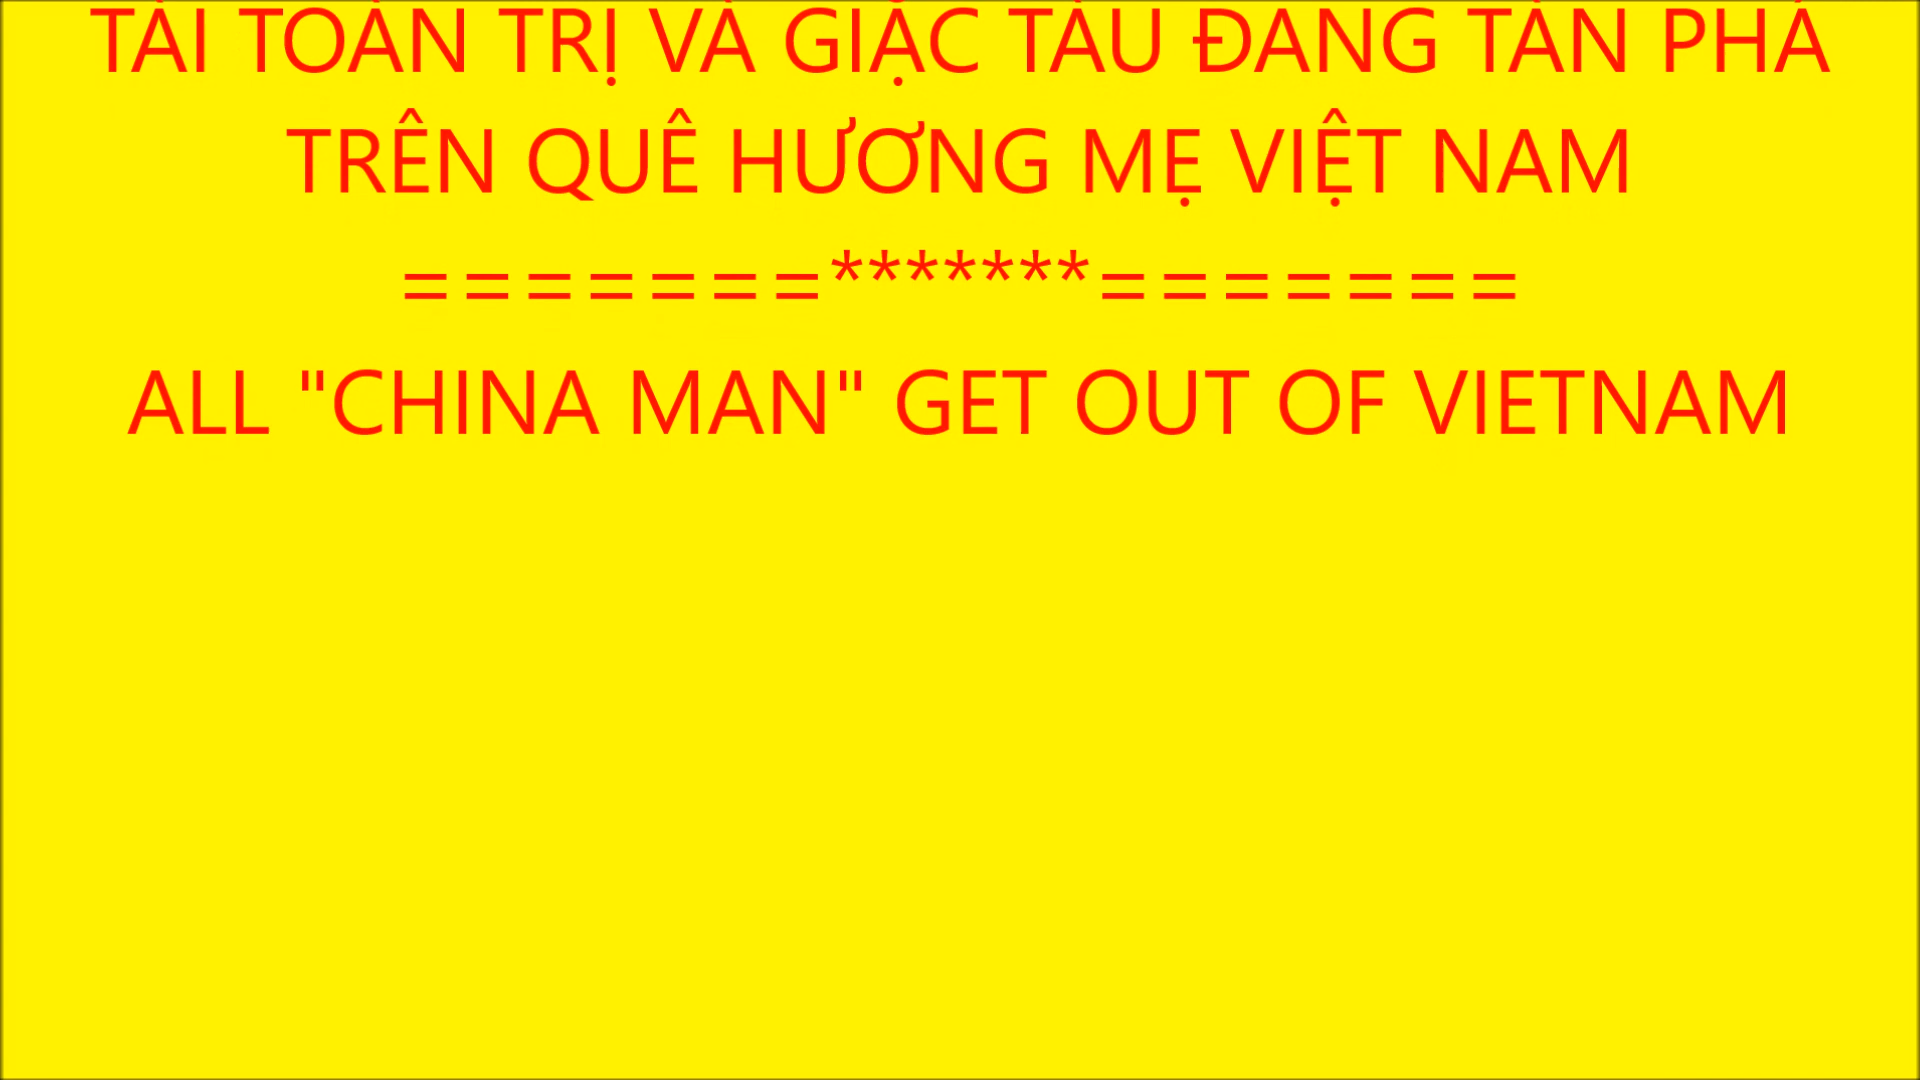 TÀI TOÀN TRỊ VÀ GIẶC TÀU ĐANG TÀN PHÁ
TRÊN QUÊ HƯƠNG MẸ VIỆT NAM
=======*******=======
ALL "CHINA MAN" GET OUT OF VIETNAM